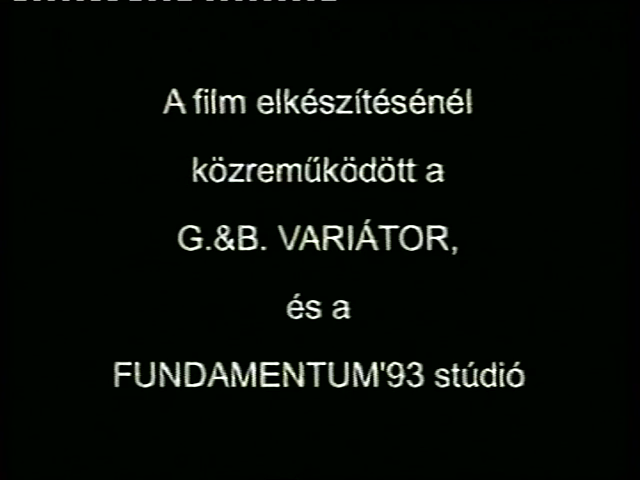 A film elkészítésénél
közreműködött a
G.&B. VARIÁTOR,
és a
FUNDAMENTUM'93 stúdió